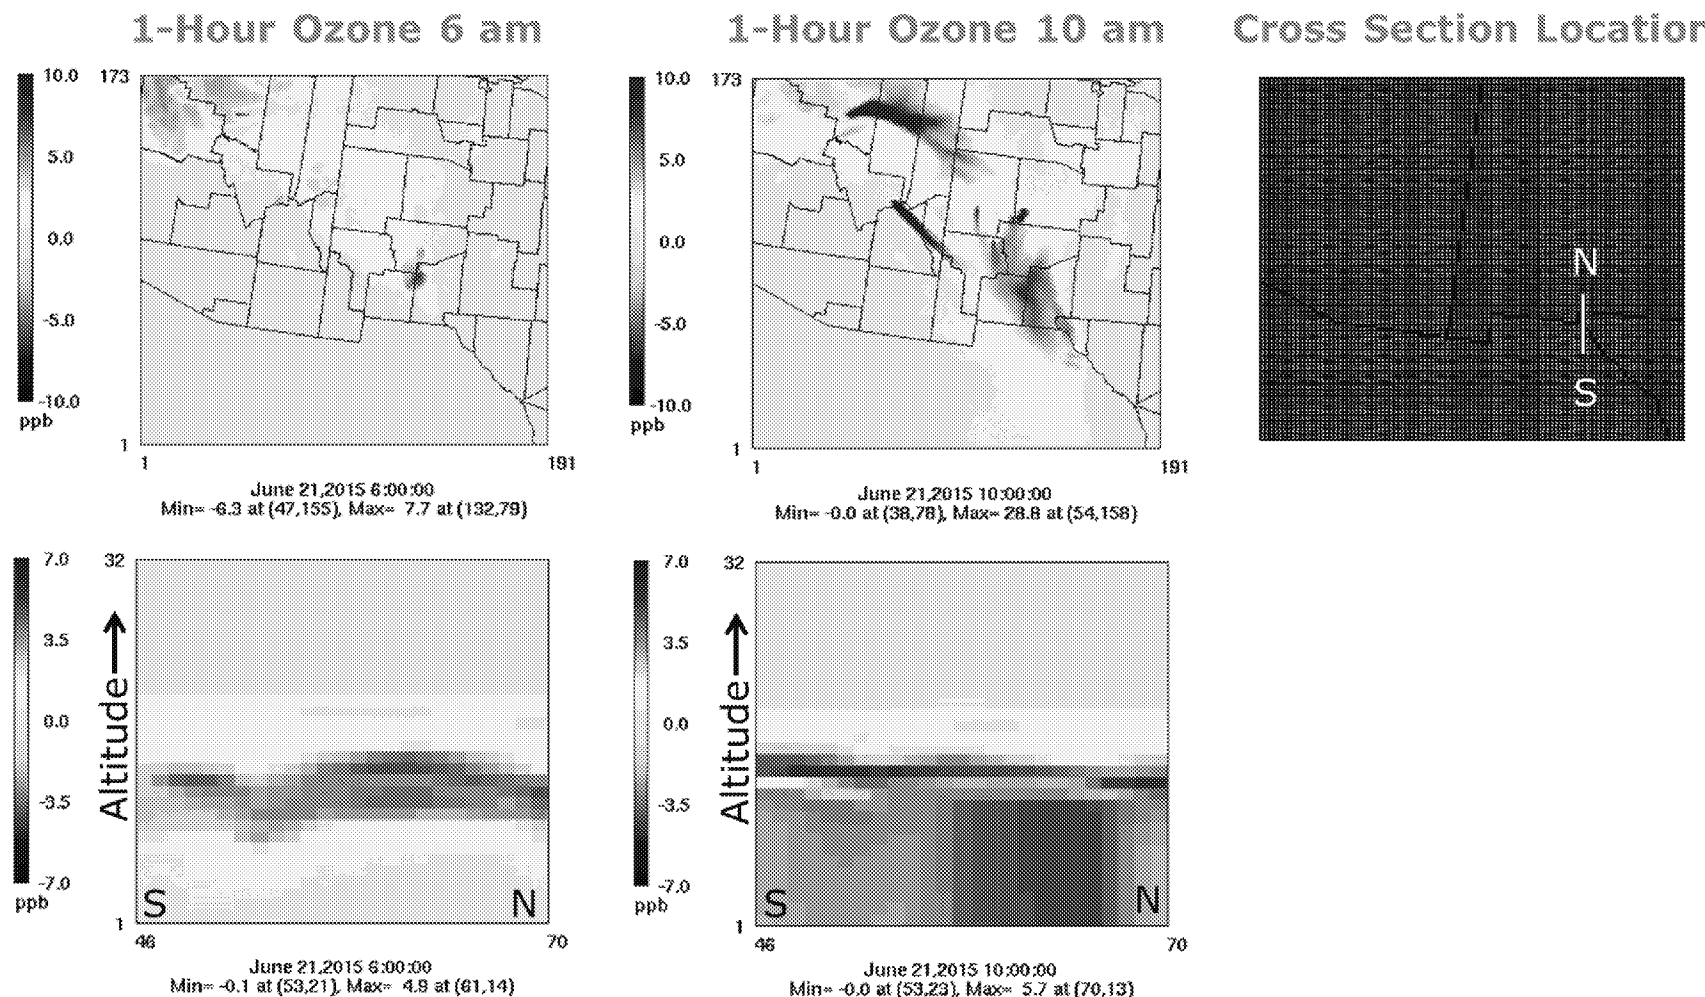 1-Hour Ozone 6 am
1-Hour Ozone 10 am
Cross Section Location
10.0
5.0
0.0
-5.0
-10.0
ppb
173
1
1
191
June 21,2015 6:00:00
Min= -6.3 at (47,155), Max= 7.7 at (132,79)
10.0
5.0
0.0
-5.0
-10.0
ppb
173
1
1
191
June 21,2015 10:00:00
Min= -0.0 at (38,78), Max= 28.8 at (54,158)
N
S
7.0
3.5
0.0
-3.5
-7.0
ppb
32
Altitude
S
N
1
46
70
June 21,2015 6:00:00
Min= -0.1 at (53,21), Max= 4.9 at (61,14)
7.0
3.5
0.0
-3.5
-7.0
ppb
32
Altitude
S
N
1
46
70
June 21,2015 10:00:00
Min= -0.0 at (53,23), Max= 5.7 at (70,13)